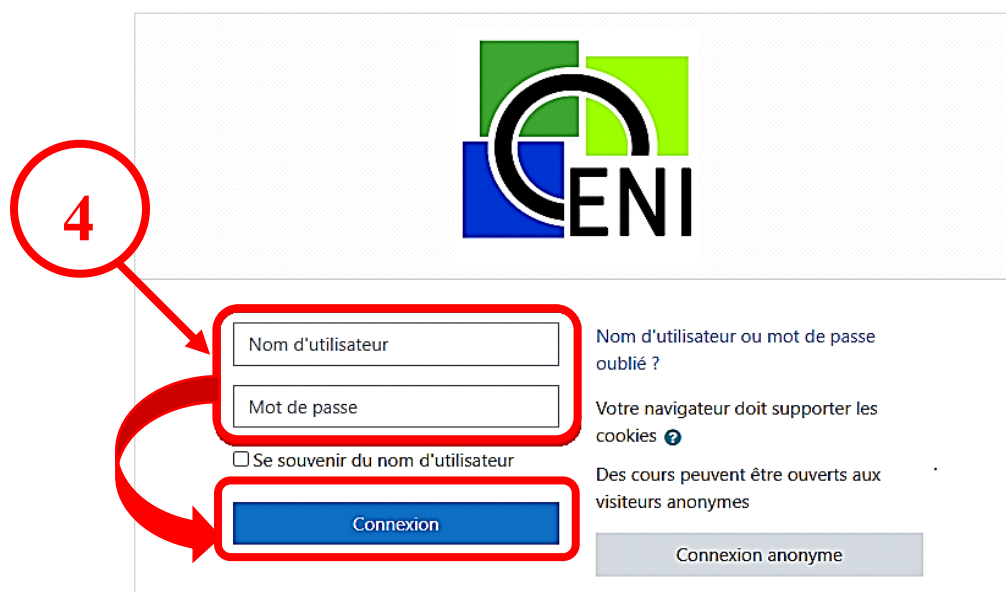 ENI
4
Nom d'utilisateur
Mot de passe
Se souvenir du nom d'utilisateur
Connexion
Nom d'utilisateur ou mot de passe
oublié ?
Votre navigateur doit supporter les
cookies ?
Des cours peuvent être ouverts aux
visiteurs anonymes
.
Connexion anonyme